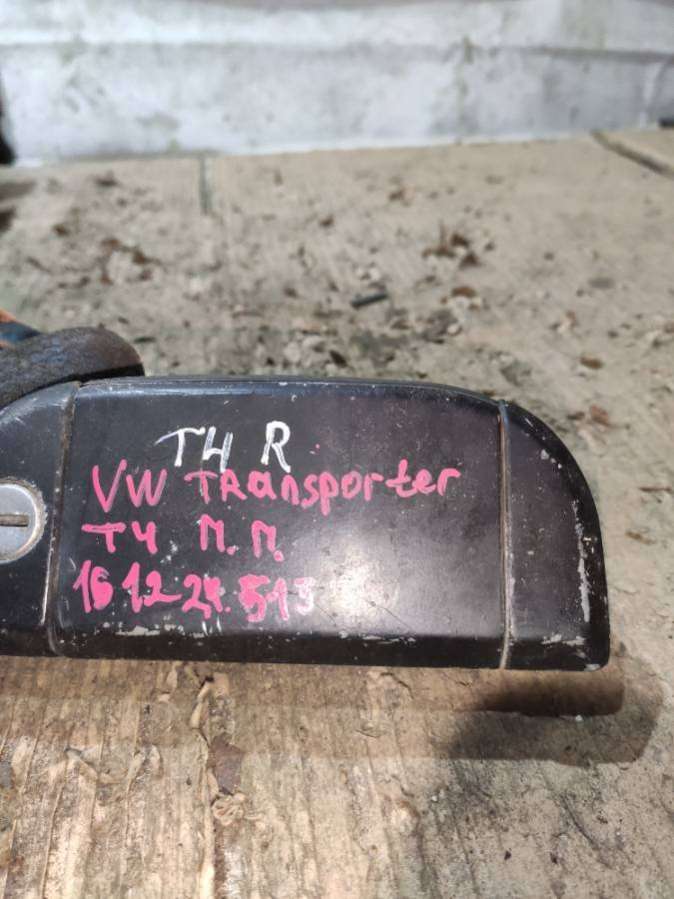 T4 R
VW TRansporter
T4 П.П.
16 12 24. 513